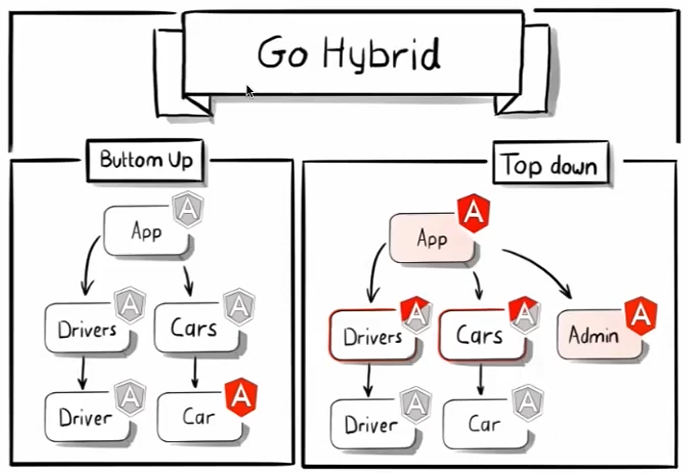 Go Hybrid
Buttom Up
App
Drivers
Cars
Driver
Car
Top down
App
Drivers
Cars
Admin
Driver
Car